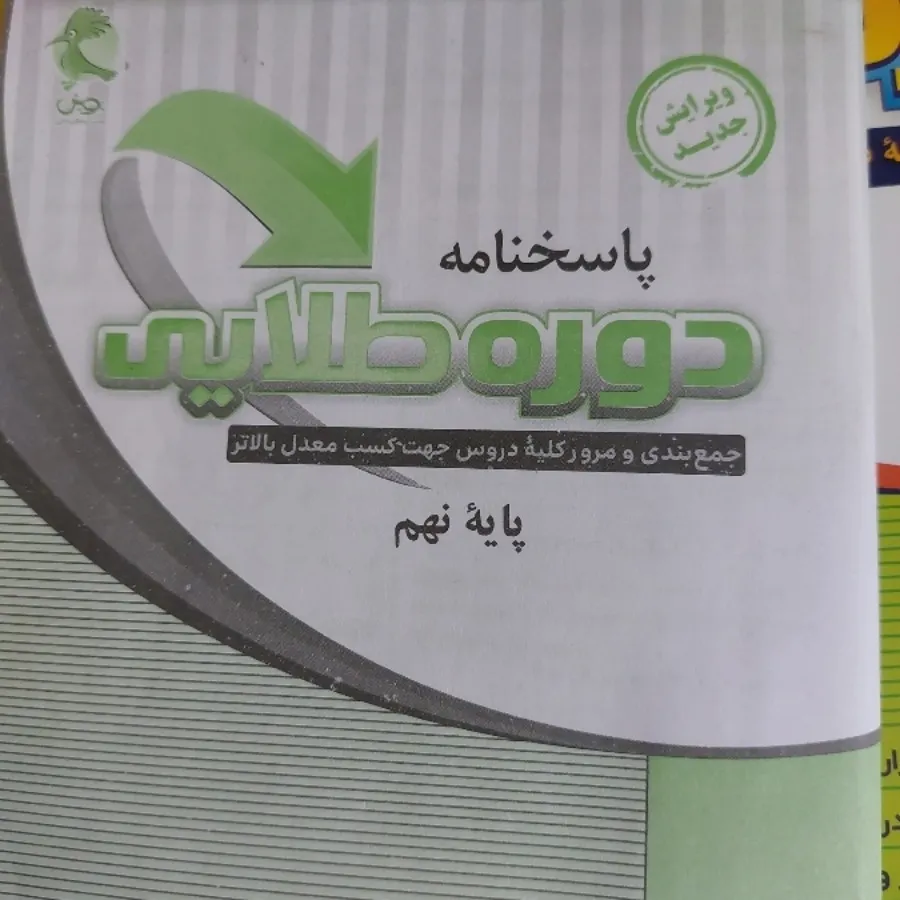 ویرایش
جدید
پاسخنامه
دوره طلایی
جمع‌بندی و مرور کلیهٔ دروس جهت کسب معدل بالاتر
پایهٔ نهم